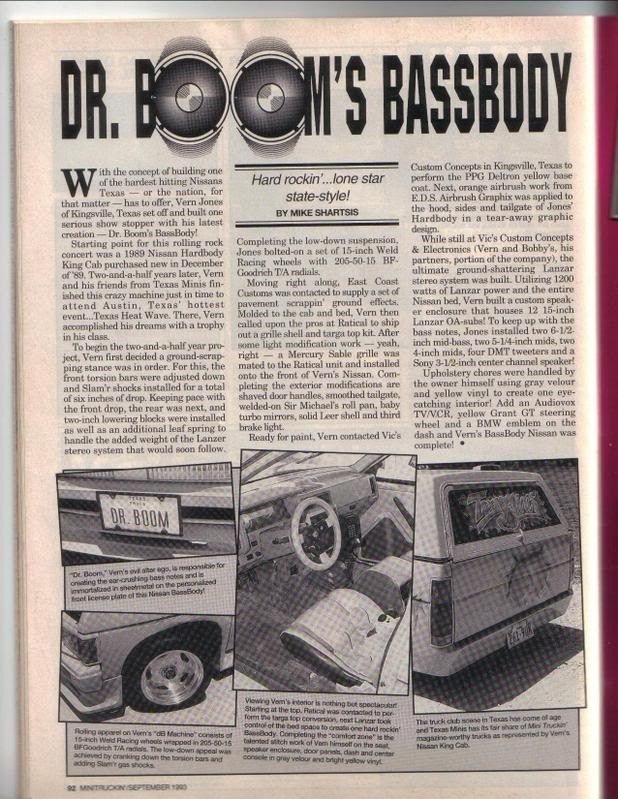 DR. BOOM'S BASSBODY
With the concept of building one
of the hardest hitting Nissans
Texas — or the nation, for
that matter — has to offer, Vern Jones
of Kingsville, Texas set off and built one
serious show stopper with his latest
creation — Dr. Boom's BassBody!
Starting point for this rolling rock
concert was a 1989 Nissan Hardbody
King Cab purchased new in December
of '89. Two-and-a-half years later, Vern
and his friends from Texas Minis fin-
ished this crazy machine just in time to
attend Austin, Texas' hottest
event...Texas Heat Wave. There, Vern
accomplished his dreams with a trophy
in his class.
To begin the two-and-a-half year pro-
ject, Vern first decided a ground-scrap-
ping stance was in order. For this, the
front torsion bars were adjusted down
and Slam'r shocks installed for a total
of six inches of drop. Keeping pace with
the front drop, the rear was next, and
two-inch lowering blocks were installed
as well as an additional leaf spring to
handle the added weight of the Lanzer
stereo system that would soon follow.
Hard rockin'...lone star
state-style!
BY MIKE SHARTSIS
Completing the low-down suspension,
Jones bolted-on a set of 15-inch Weld
Racing wheels with 205-50-15 BF-
Goodrich T/A radials.
Moving right along, East Coast
Customs was contacted to supply a set of
pavement scrappin' ground effects.
Molded to the cab and bed, Vern then
called upon the pros at Ratical to ship
out a grille shell and targa top kit. After
some light modification work — yeah,
right — a Mercury Sable grille was
mated to the Ratical unit and installed
onto the front of Vern's Nissan. Com-
pleting the exterior modifications are
shaved door handles, smoothed tailgate,
welded-on Sir Michael's roll pan, baby
turbo mirrors, solid Leer shell and third
brake light.
Ready for paint, Vern contacted Vic's
Custom Concepts in Kingsville, Texas to
perform the PPG Deltron yellow base
coat. Next, orange airbrush work from
E.D.S. Airbrush Graphix was applied to
the hood, sides and tailgate of Jones'
Hardbody in a tear-away graphic
design.
While still at Vic's Custom Concepts
& Electronics (Vern and Bobby's, his
partners, portion of the company), the
ultimate ground-shattering Lanzar
stereo system was built. Utilizing 1200
watts of Lanzar power and the entire
Nissan bed, Vern built a custom speak-
er enclosure that houses 12 15-inch
Lanzar OA-subs! To keep up with the
bass notes, Jones installed two 6-1/2-
inch mid-bass, two 5-1/4-inch mids, two
4-inch mids, four DMT tweeters and a
Sony 3-1/2-inch center channel speaker!
Upholstery chores were handled by
the owner himself using gray velour
and yellow vinyl to create one eye-
catching interior! Add an Audiovox
TV/VCR, yellow Grant GT steering
wheel and a BMW emblem on the
dash and Vern's BassBody Nissan was
complete! •
TEXAS
DR. BOOM
"Dr. Boom," Vern's evil alter ego, is responsible for
creating the ear-crushing bass notes and is
immortalized in sheetmetal on the personalized
front license plate of this Nissan BassBody!
Rolling apparel on Vern's "dB Machine" consists of
15-inch Weld Racing wheels wrapped in 205-50-15
BFGoodrich T/A radials. The low-down appeal was
achieved by cranking down the torsion bars and
adding Slam'r gas shocks.
Viewing Vern's interior is nothing but spectacular!
Starting at the top, Ratical was contacted to per-
form the targa top conversion, next Lanzar took
control of the bed space to create one hard rockin'
BassBody. Completing the "comfort zone" is the
talented stitch work of Vern himself on the seat,
speaker enclosure, door panels, dash and center
console in gray velour and bright yellow vinyl.
The truck club scene in Texas has come of age
and Texas Minis has its fair share of Mini Truckin'
magazine-worthy trucks as represented by Vern's
Nissan King Cab.
92 MINITRUCKIN'/SEPTEMBER 1993